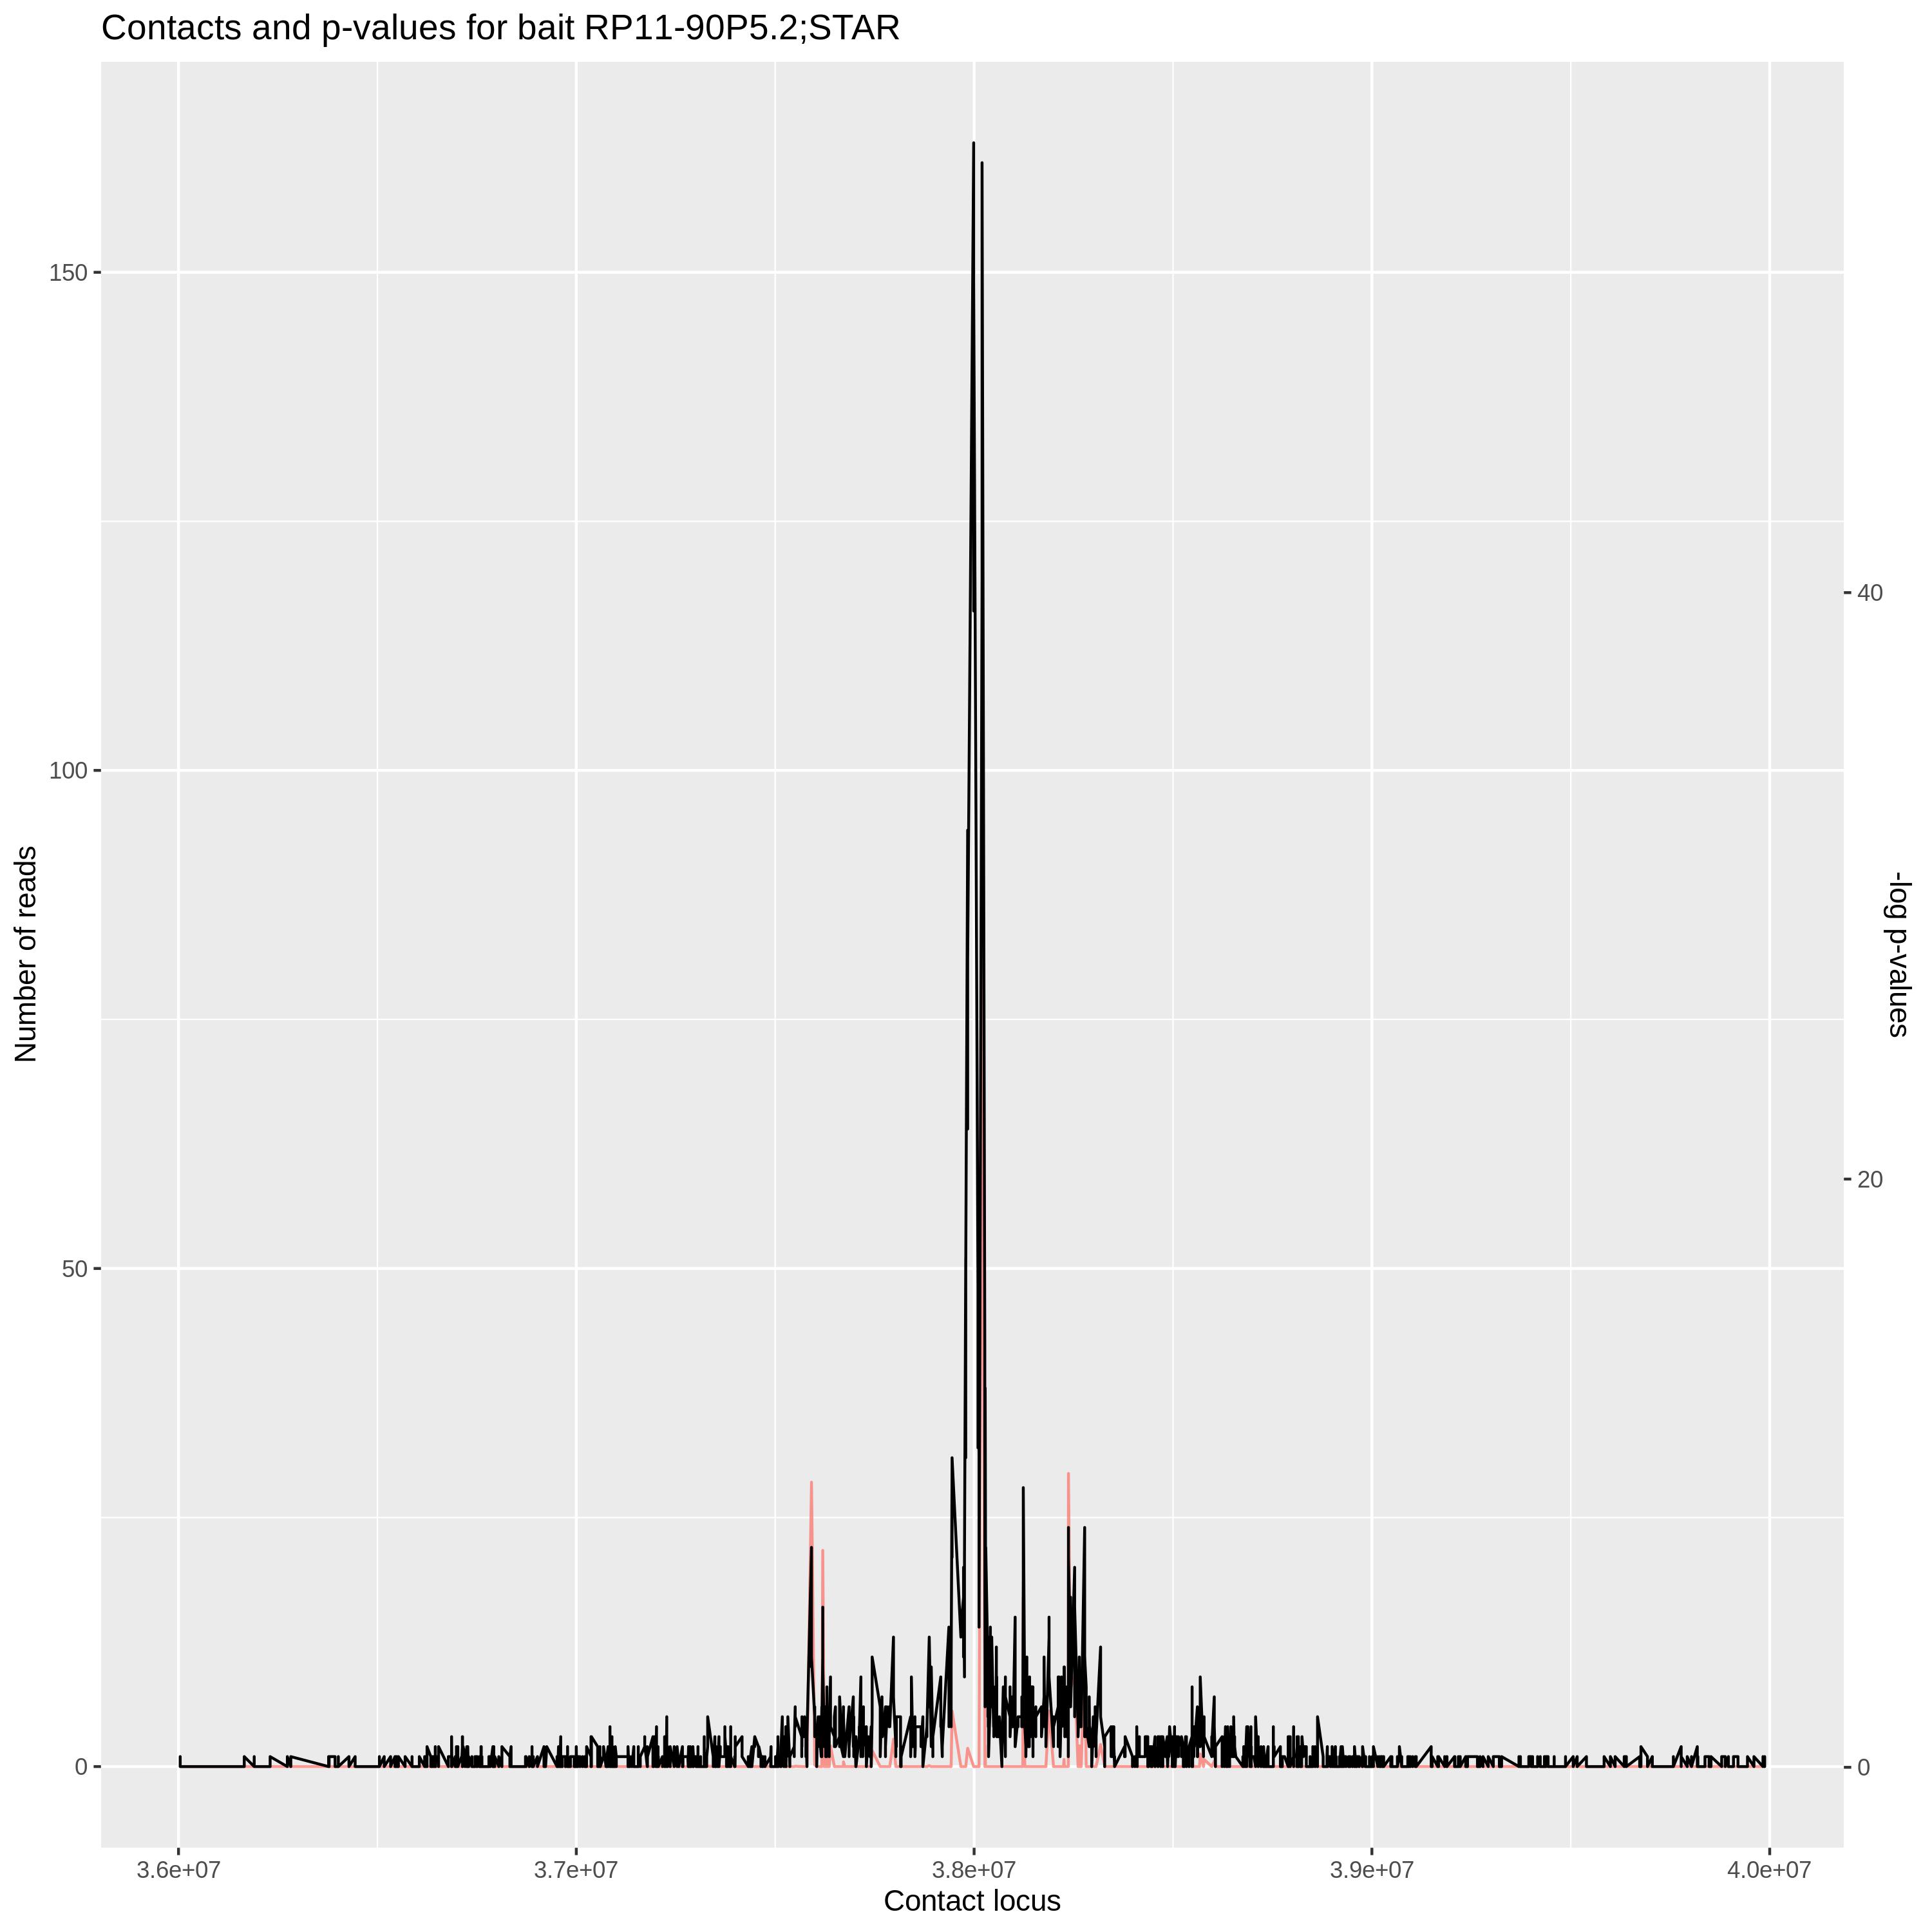 Contacts and p-values for bait RP11-90P5.2;STAR
150
100
50
0
40
20
0
Number of reads
-log p-values
3.6e+07 3.7e+07 3.8e+07 3.9e+07 4.0e+07
Contact locus